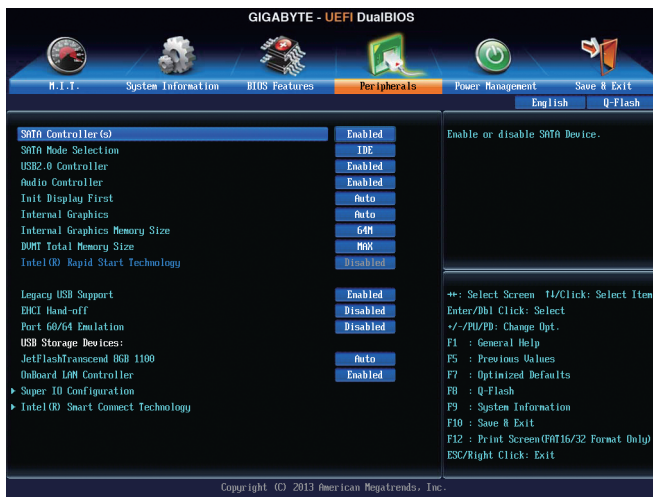 GIGABYTE - UEFI DualBIOS
M.I.T. System Information BIOS Features Peripherals Power Management Save & Exit
English Q-Flash
SATA Controller(s) Enabled
SATA Mode Selection IDE
USB2.0 Controller Enabled
Audio Controller Enabled
Init Display First Auto
Internal Graphics Auto
Internal Graphics Memory Size 64M
DVMT Total Memory Size MAX
Intel(R) Rapid Start Technology Disabled
Legacy USB Support Enabled
EHCI Hand-off Disabled
Port 60/64 Emulation Disabled
USB Storage Devices:
JetFlashTranscend 8GB 1100 Auto
OnBoard LAN Controller Enabled
Super IO Configuration
Intel(R) Smart Connect Technology
Enable or disable SATA Device.
→←: Select Screen ↑↓/Click: Select Item
Enter/Dbl Click: Select
+/-/PU/PD: Change Opt.
F1 : General Help
F5 : Previous Values
F7 : Optimized Defaults
F8 : Q-Flash
F9 : System Information
F10 : Save & Exit
F12 : Print Screen(FAT16/32 Format Only)
ESC/Right Click: Exit
Copyright (C) 2013 American Megatrends, Inc.